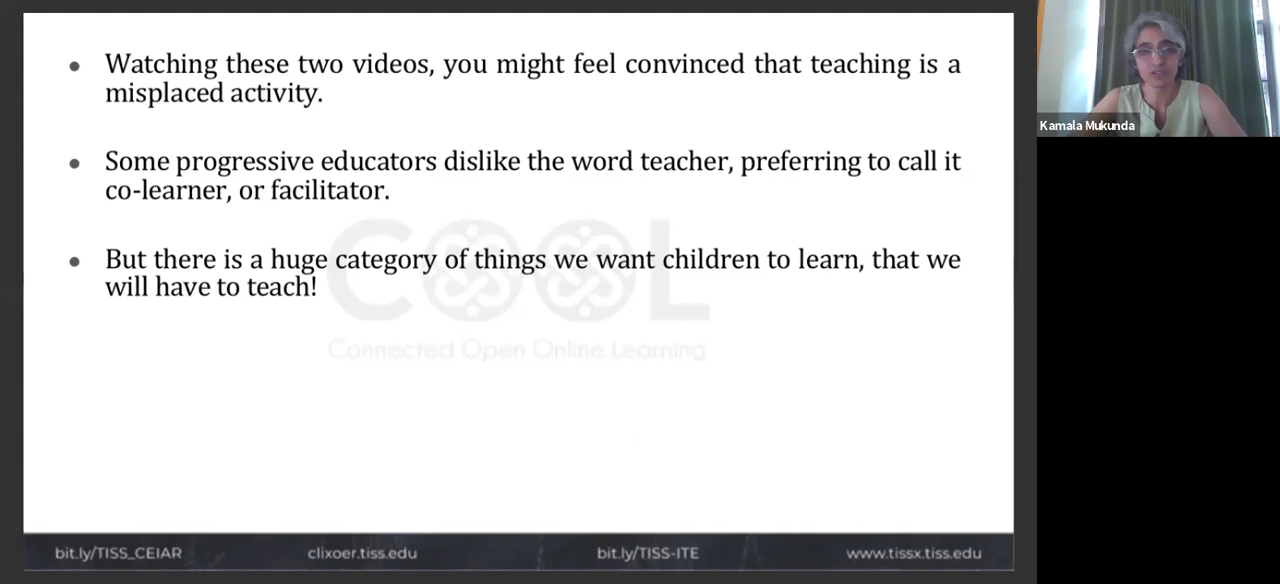 • Watching these two videos, you might feel convinced that teaching is a
misplaced activity.
• Some progressive educators dislike the word teacher, preferring to call it
co-learner, or facilitator.
• But there is a huge category of things we want children to learn, that we
will have to teach!
COOL
Connected Open Online Learning
bit.ly/TISS_CEIAR clixoer.tiss.edu bit.ly/TISS-ITE www.tissx.tiss.edu
Kamala Mukunda